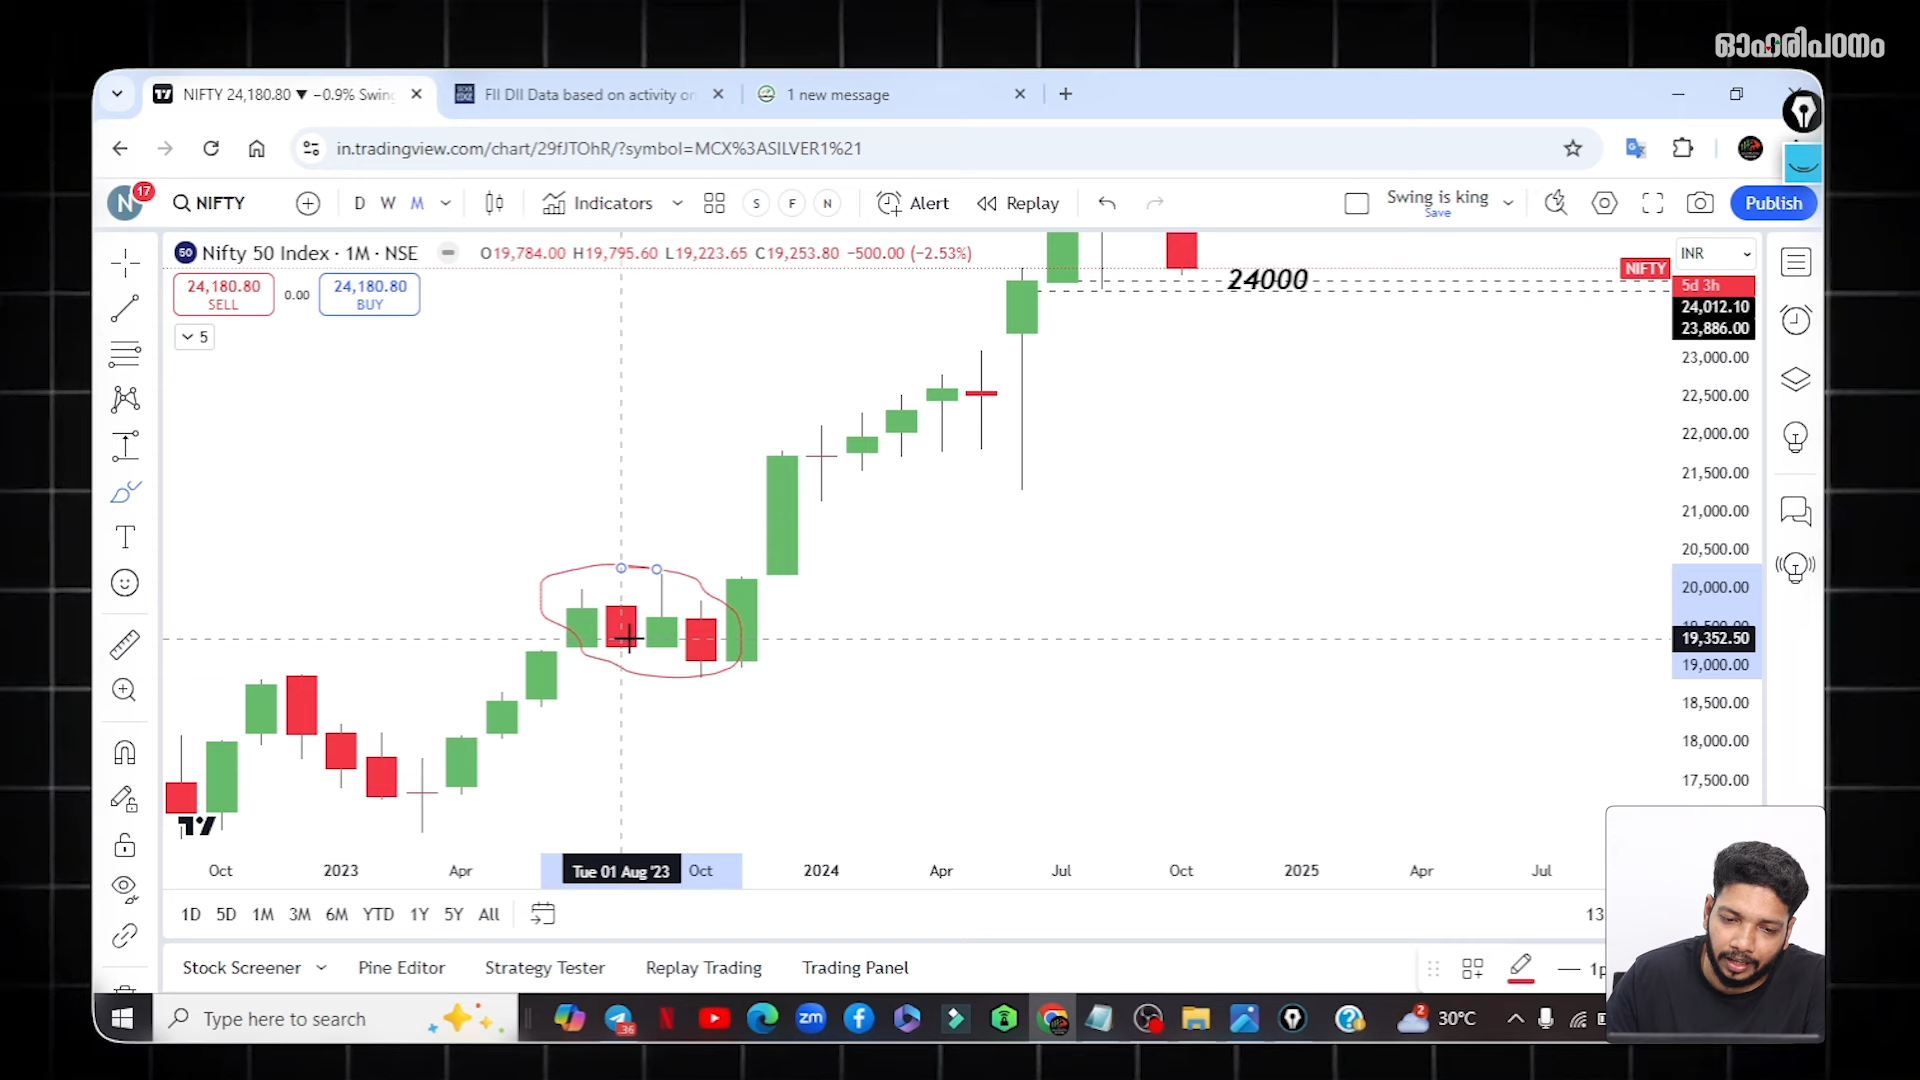 ഓഹരിപഠനം
NIFTY 24,180.80 ▼ −0.9% Swing
FII DII Data based on activity on
1 new message
in.tradingview.com/chart/29fJTOhR/?symbol=MCX%3ASILVER1%21
N 17 NIFTY D W M Indicators S F N Alert Replay Swing is king Save Publish
50 Nifty 50 Index · 1M · NSE O19,784.00 H19,795.60 L19,223.65 C19,253.80 −500.00 (−2.53%) INR
24,180.80 SELL 0.00 24,180.80 BUY
5
24000
NIFTY
5d 3h
24,012.10
23,886.00
23,000.00
22,500.00
22,000.00
21,500.00
21,000.00
20,500.00
20,000.00
19,352.50
19,000.00
18,500.00
18,000.00
17,500.00
Oct 2023 Apr Tue 01 Aug '23 Oct 2024 Apr Jul Oct 2025 Apr Jul
1D 5D 1M 3M 6M YTD 1Y 5Y All 13
Stock Screener Pine Editor Strategy Tester Replay Trading Trading Panel
Type here to search 36 zm 2 30°C